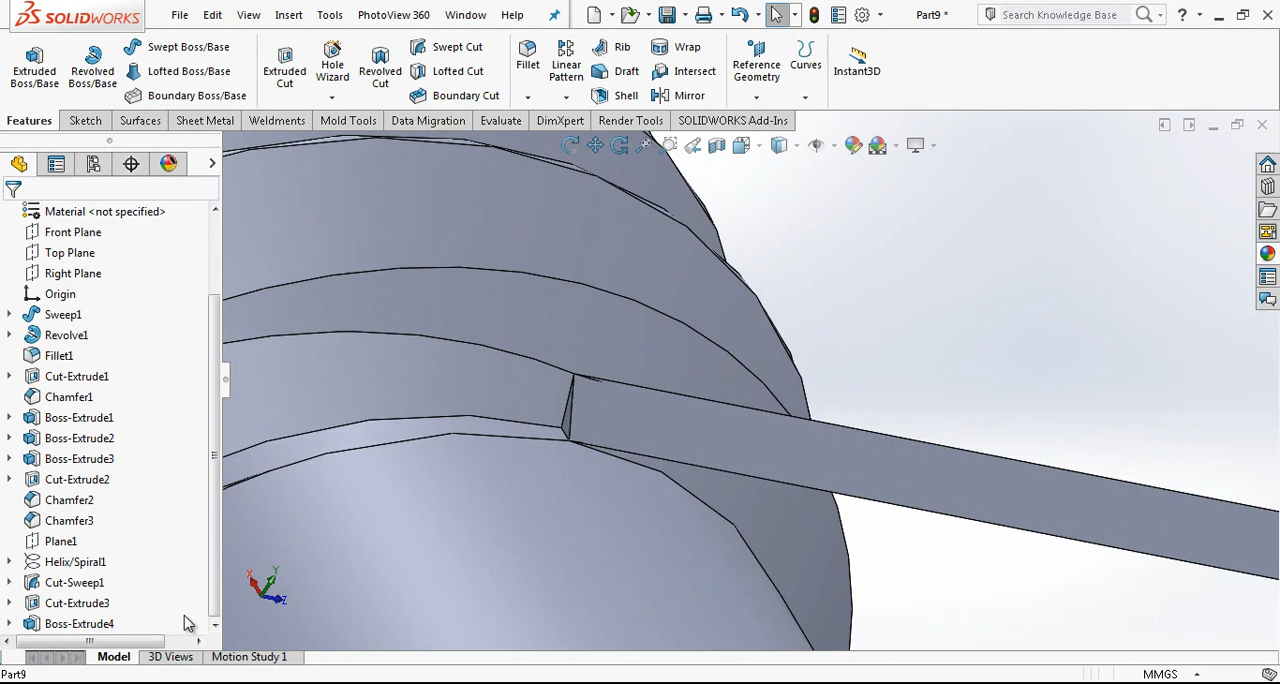 SOLIDWORKS File Edit View Insert Tools PhotoView 360 Window Help Part9 * Search Knowledge Base ?
Extruded Boss/Base Revolved Boss/Base Swept Boss/Base Lofted Boss/Base Boundary Boss/Base Extruded Cut Hole Wizard Revolved Cut Swept Cut Lofted Cut Boundary Cut Fillet Linear Pattern Rib Draft Shell Wrap Intersect Mirror Reference Geometry Curves Instant3D
Features Sketch Surfaces Sheet Metal Weldments Mold Tools Data Migration Evaluate DimXpert Render Tools SOLIDWORKS Add-Ins
Material <not specified>
Front Plane
Top Plane
Right Plane
Origin
Sweep1
Revolve1
Fillet1
Cut-Extrude1
Chamfer1
Boss-Extrude1
Boss-Extrude2
Boss-Extrude3
Cut-Extrude2
Chamfer2
Chamfer3
Plane1
Helix/Spiral1
Cut-Sweep1
Cut-Extrude3
Boss-Extrude4
X Y Z
Model 3D Views Motion Study 1
Part9 MMGS